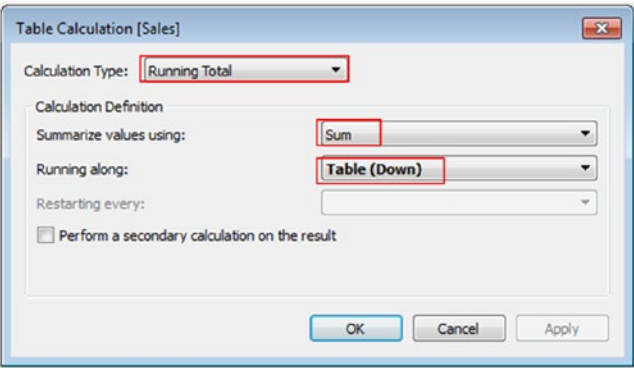 Table Calculation [Sales]
Calculation Type: Running Total
Calculation Definition
Summarize values using: Sum
Running along: Table (Down)
Restarting every:
Perform a secondary calculation on the result
OK Cancel Apply